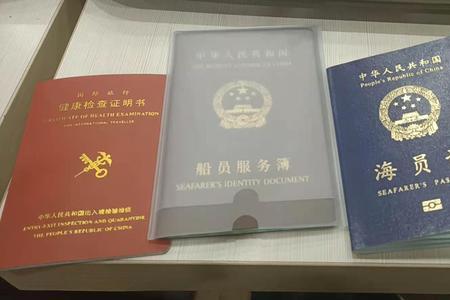 国际旅行
健康检查证明书
CERTIFICATE OF HEALTH EXAMINATION
FOR INTERNATIONAL TRAVELLER
中华人民共和国出入境检验检疫
ENTRY-EXIT INSPECTION AND QUARANTINE
THE PEOPLE'S REPUBLIC OF CHINA
中华人民共和国
船员服务簿
SEAFARER'S IDENTITY DOCUMENT
中华人民共和国
People's Republic of China
海员
SEAFARER'S PAS